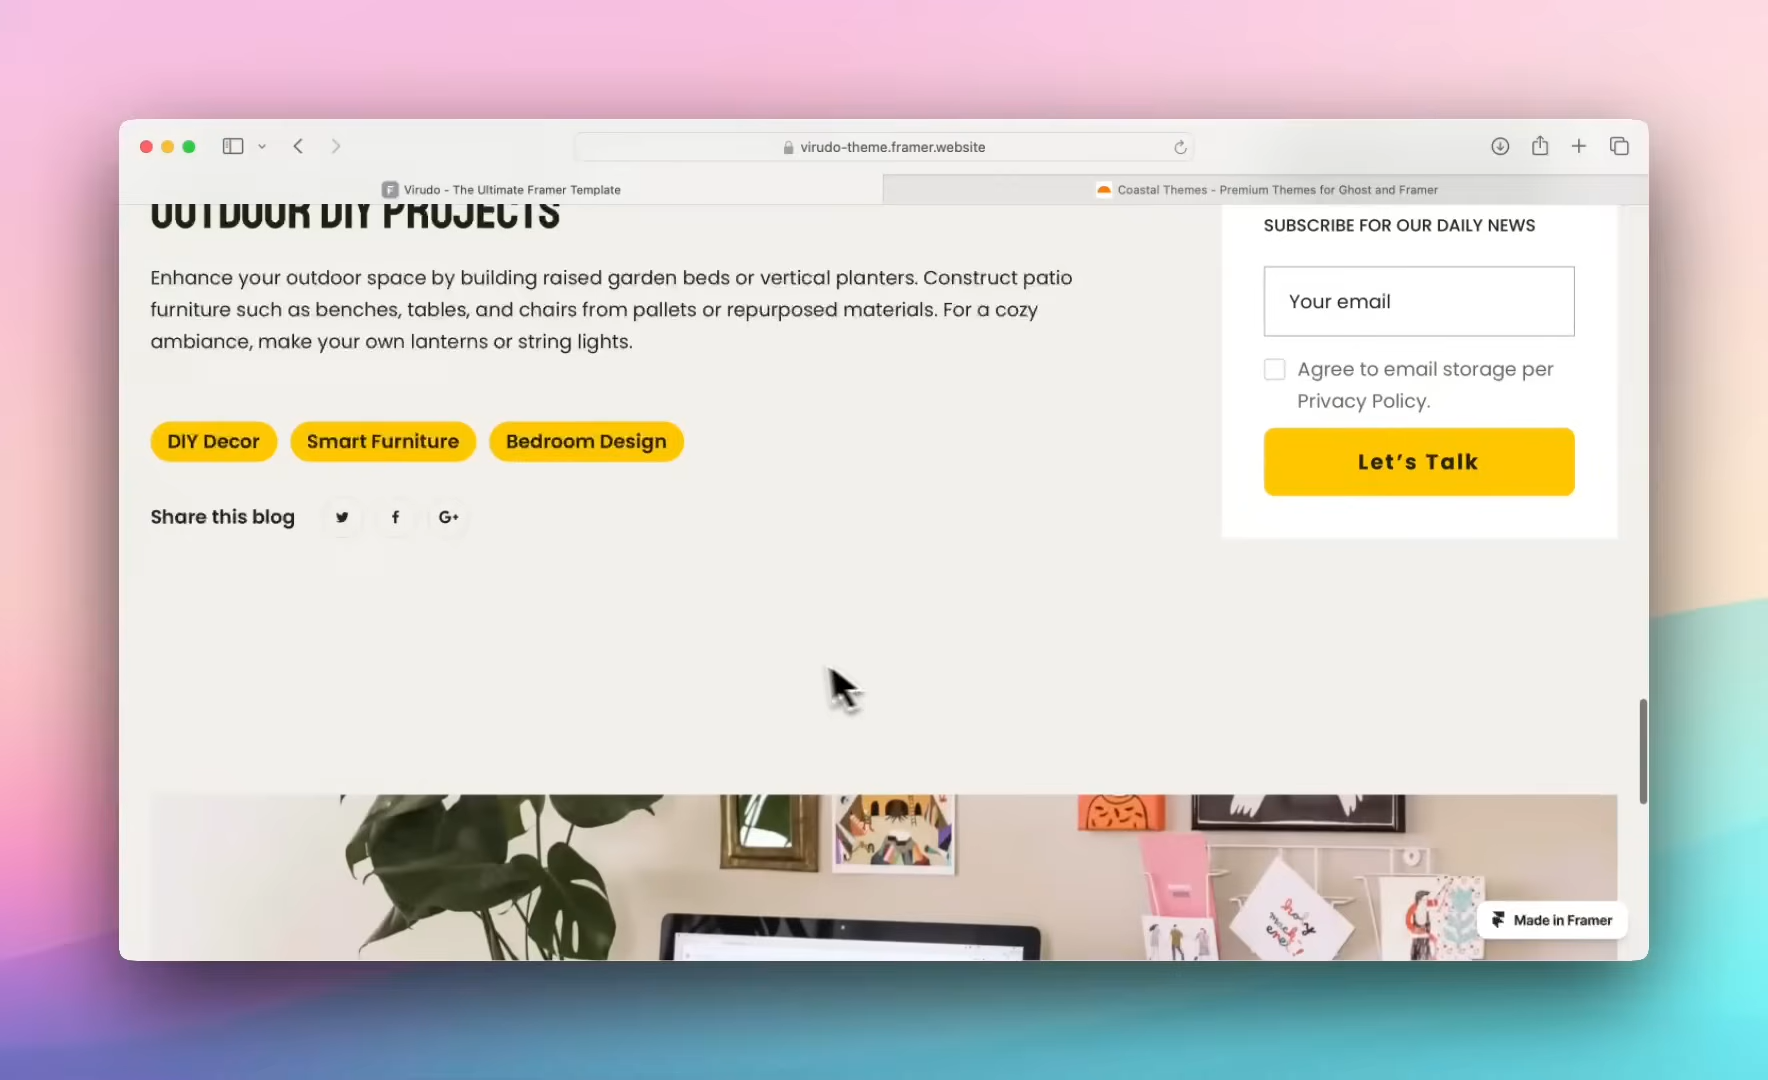 virudo-theme.framer.website
Virudo - The Ultimate Framer Template
Coastal Themes - Premium Themes for Ghost and Framer
OUTDOOR DIY PROJECTS
Enhance your outdoor space by building raised garden beds or vertical planters. Construct patio
furniture such as benches, tables, and chairs from pallets or repurposed materials. For a cozy
ambiance, make your own lanterns or string lights.
DIY Decor
Smart Furniture
Bedroom Design
Share this blog
G+
SUBSCRIBE FOR OUR DAILY NEWS
Your email
Agree to email storage per
Privacy Policy.
Let’s Talk
Made in Framer